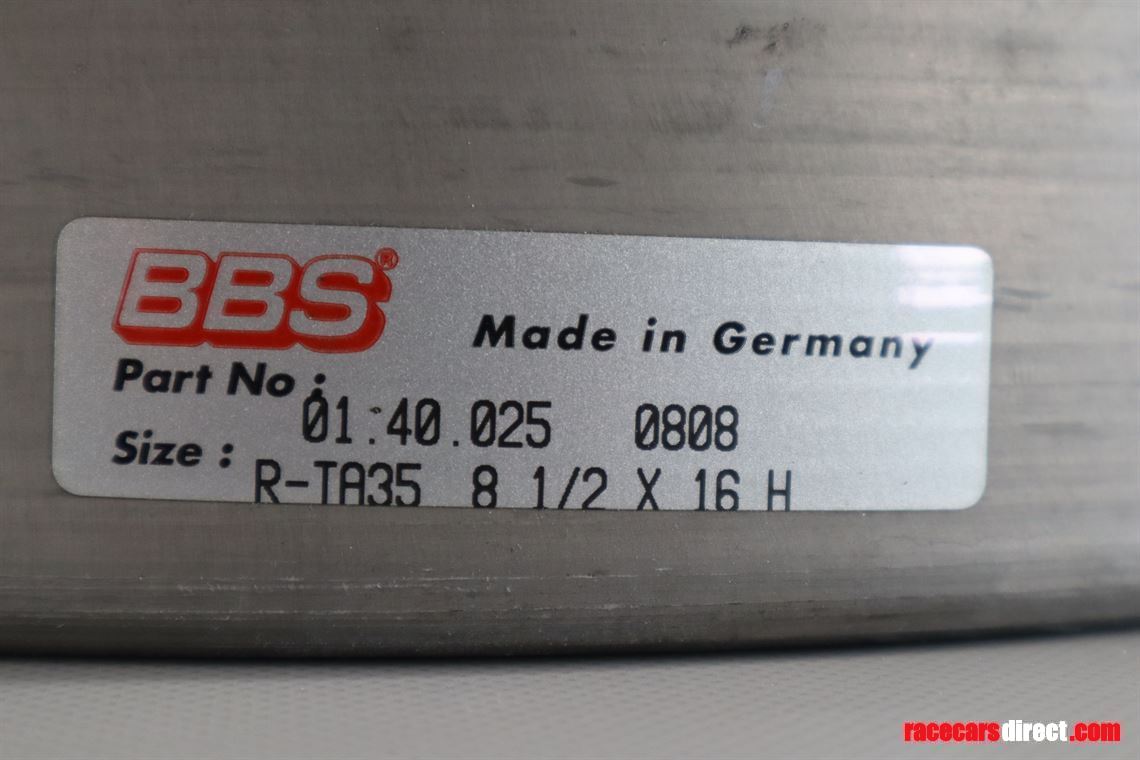 BBS®
Made in Germany
Part No :
01.40.025 0808
Size :
R-TA35 8 1/2 X 16 H
racecarsdirect.com